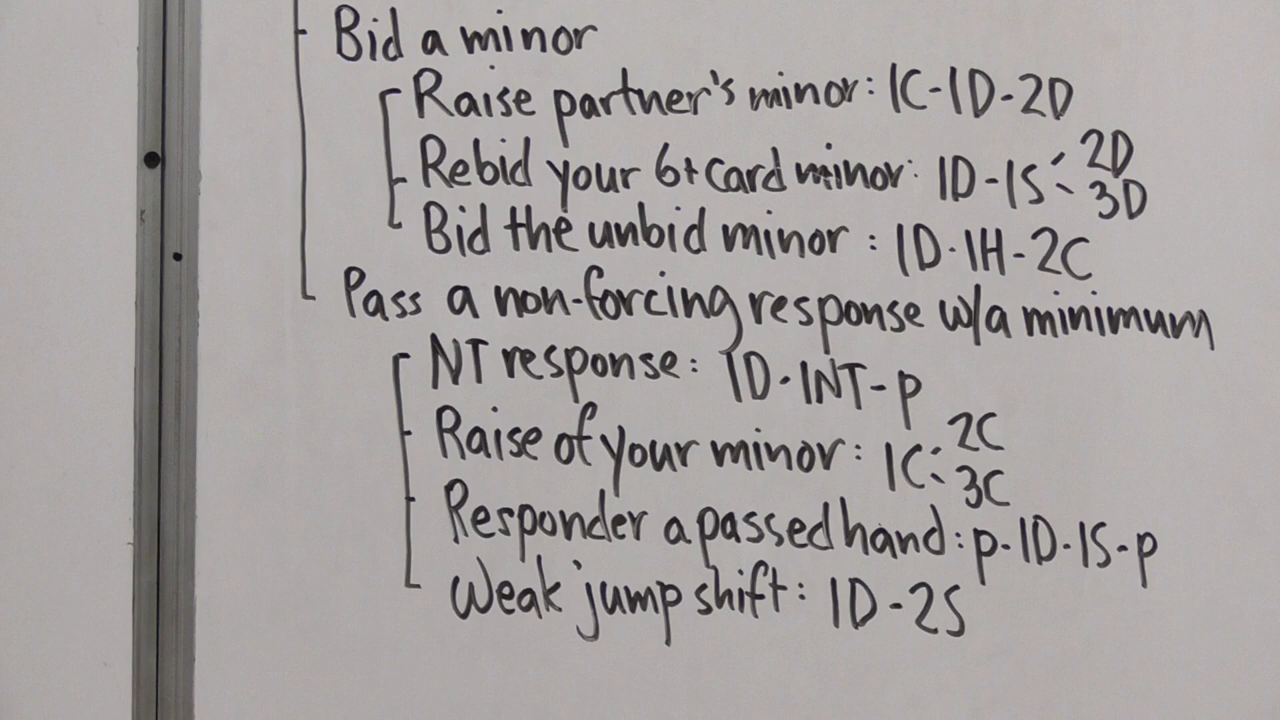 Bid a minor
Raise partner's minor: 1C-1D-2D
Rebid your 6+ card minor: 1D-1S 2D
3D
Bid the unbid minor: 1D-1H-2C
Pass a non-forcing response w/a minimum
NT response: 1D-1NT-p
Raise of your minor: 1C: 2C
3C
Responder a passed hand: p-1D-1S-p
Weak jump shift: 1D-2S